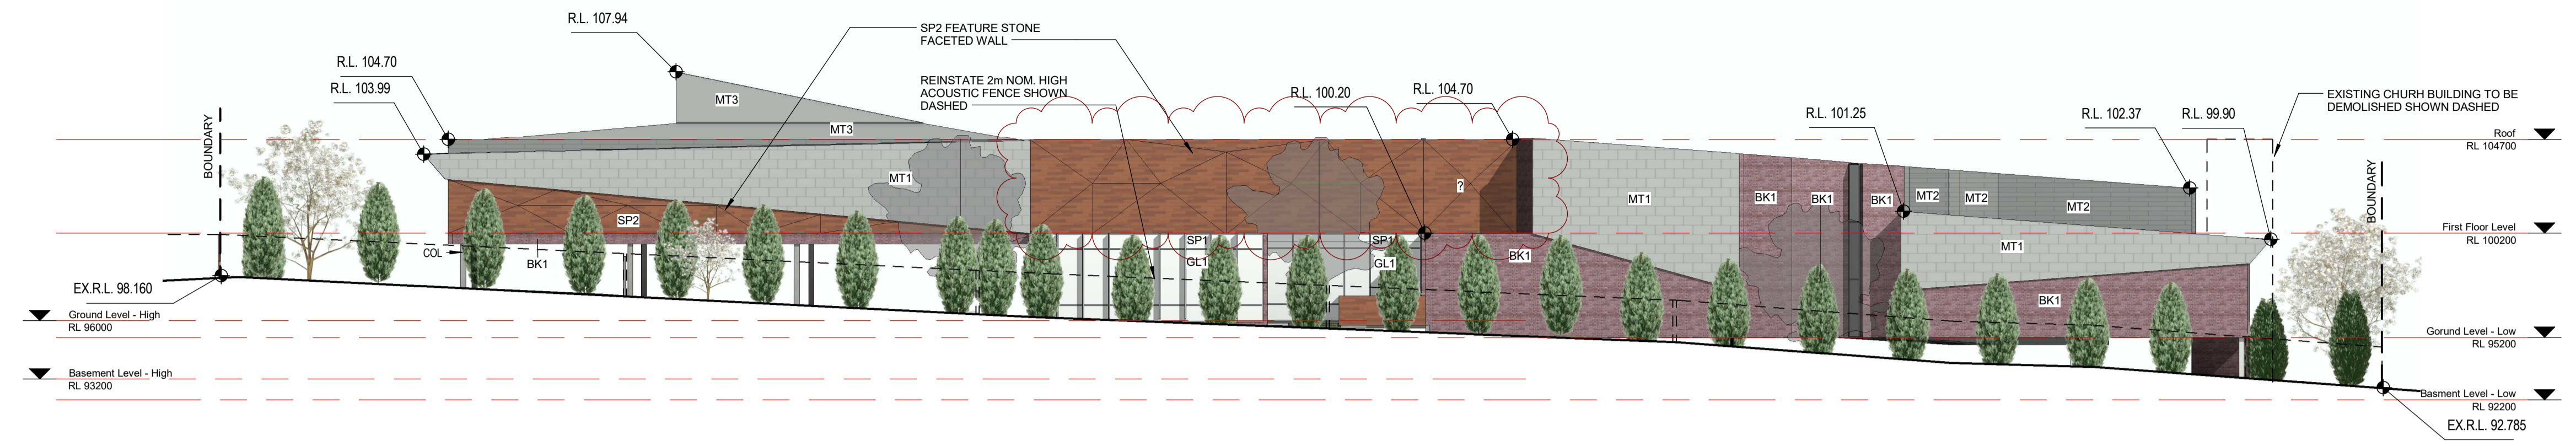 R.L. 107.94
SP2 FEATURE STONE
FACETED WALL
R.L. 104.70
R.L. 103.99
REINSTATE 2m NOM. HIGH
ACOUSTIC FENCE SHOWN
DASHED
R.L. 100.20
R.L. 104.70
R.L. 101.25
R.L. 102.37
R.L. 99.90
EXISTING CHURH BUILDING TO BE
DEMOLISHED SHOWN DASHED
MT3
MT3
BOUNDARY
Roof
RL 104700
MT1
?
MT1
BK1
BK1
BK1
MT2
MT2
MT2
BOUNDARY
SP2
COL
BK1
SP1
GL1
SP1
GL1
BK1
MT1
BK1
First Floor Level
RL 100200
EX.R.L. 98.160
Ground Level - High
RL 96000
Gorund Level - Low
RL 95200
Basement Level - High
RL 93200
Basment Level - Low
RL 92200
EX.R.L. 92.785